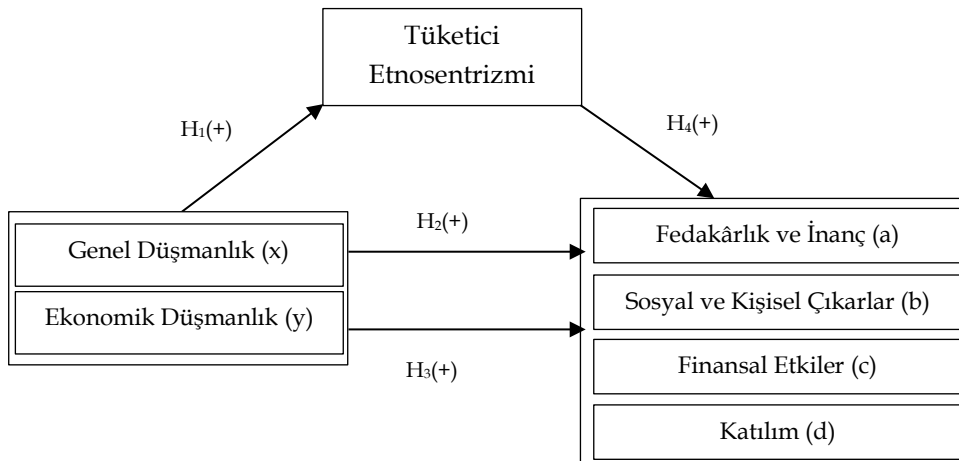 Tüketici
Etnosentrizmi
H₁(+)
H₄(+)
Genel Düşmanlık (x)
Ekonomik Düşmanlık (y)
H₂(+)
H₃(+)
Fedakârlık ve İnanç (a)
Sosyal ve Kişisel Çıkarlar (b)
Finansal Etkiler (c)
Katılım (d)